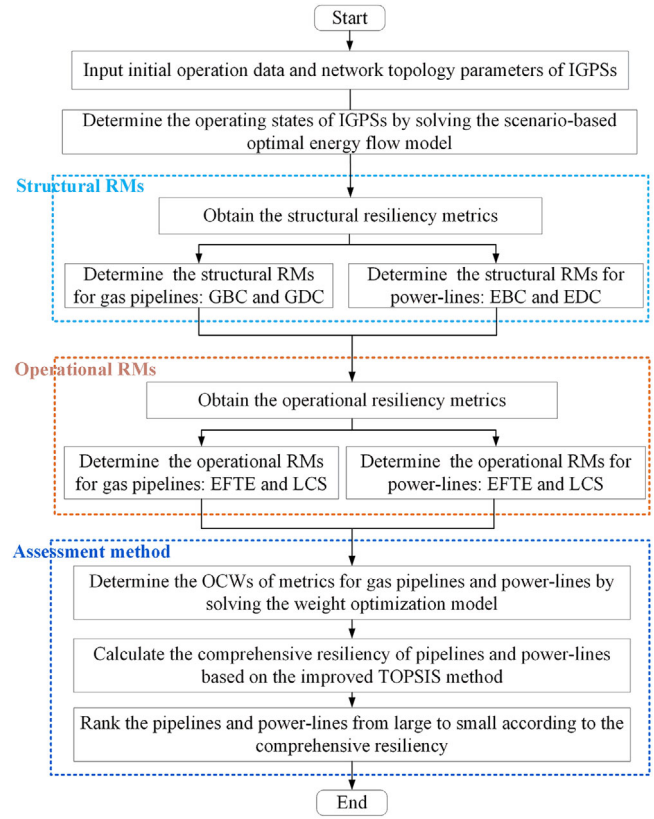 Start
Input initial operation data and network topology parameters of IGPSs
Determine the operating states of IGPSs by solving the scenario-based
optimal energy flow model
Structural RMs
Obtain the structural resiliency metrics
Determine the structural RMs
for gas pipelines: GBC and GDC
Determine the structural RMs for
power-lines: EBC and EDC
Operational RMs
Obtain the operational resiliency metrics
Determine the operational RMs
for gas pipelines: EFTE and LCS
Determine the operational RMs for
power-lines: EFTE and LCS
Assessment method
Determine the OCWs of metrics for gas pipelines and power-lines by
solving the weight optimization model
Calculate the comprehensive resiliency of pipelines and power-lines
based on the improved TOPSIS method
Rank the pipelines and power-lines from large to small according to the
comprehensive resiliency
End